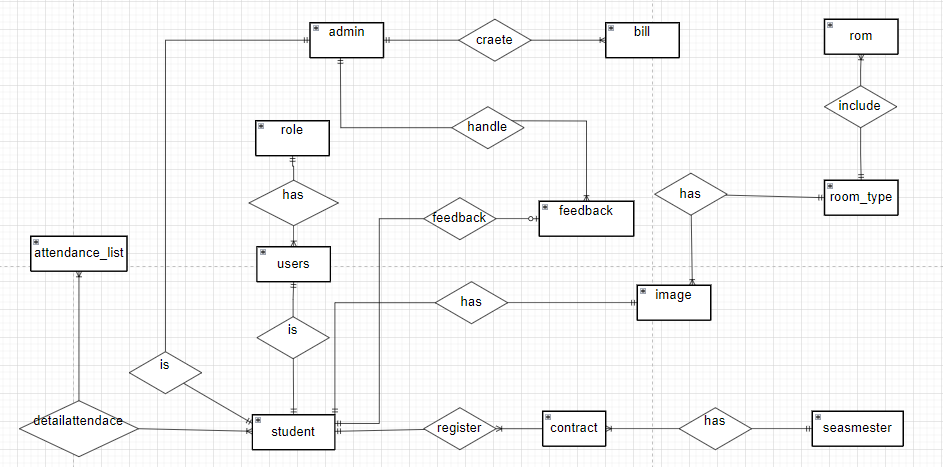 admin
craete
bill
rom
include
handle
role
has
has
room_type
feedback
feedback
attendance_list
users
image
has
is
is
detailattendace
student
register
contract
has
seasmester